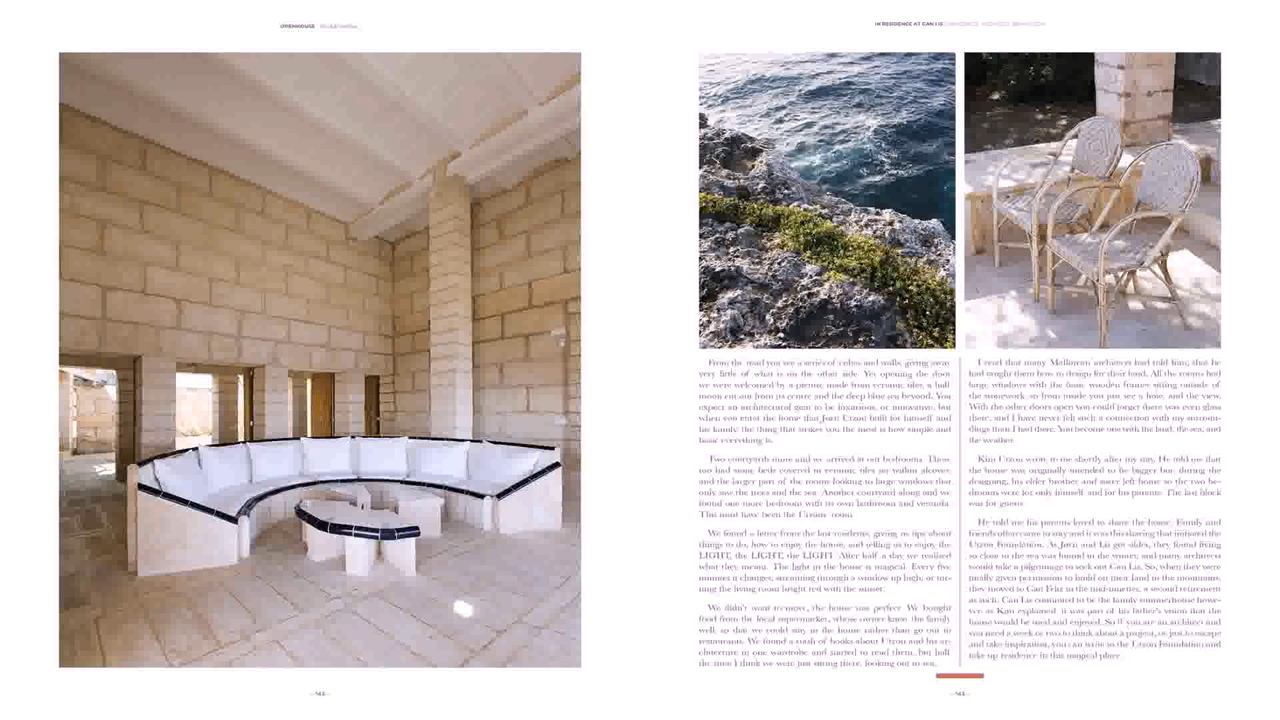 OPENHOUSE
IN RESIDENCE AT CAN LIS
From the road you see a series of cubes and walls, giving away
very little of what is on the other side. Yet opening the door
we were welcomed by a private made from ceramic tiles, a half
moon cut out from its centre and the deep blue sea beyond. You
expect an architectural gem to be luxurious, or innovative, but
when you enter the home that Jørn Utzon built for himself and
his family, the thing that strikes you the most is how simple and
basic everything is.
Two courtyards more and we arrived at our bedrooms. These
too had stone beds covered in ceramic tiles set within alcoves
and the larger part of the rooms looking to large windows that
only saw the trees and the sea. Another courtyard along and we
found one more bedroom with its own bathroom and veranda.
This must have been the Utzons' room.
We found a letter from the last residents, giving us tips about
things to do, how to enjoy the house, and telling us to enjoy the
LIGHT, the LIGHT, the LIGHT. After half a day we realised
what they meant. The light in the house is magical. Every five
minutes it changes, streaming through a window up high, or tur-
ning the living room bright red with the sunset.
We didn't want to move, the house was perfect. We bought
food from the local supermarket, whose owner knew the family
well, so that we could stay in the house rather than go out to
restaurants. We found a stash of books about Utzon and his ar-
chitecture in one wardrobe and started to read them, but half
the time I think we were just sitting there, looking out to sea.
I read that many Mallorcan architects had told him, that he
had taught them how to design for their land. All the rooms had
large windows with the same wooden frames sitting outside of
the stonework, so from inside you just see a hole, and the view.
With the other doors open you could forget there was even glass
there, and I have never felt such a connection with my surroun-
dings than I had there. You become one with the land, the sea, and
the weather.
Kim Utzon wrote to me shortly after my stay. He told me that
the house was originally intended to be bigger but, during the
designing, his elder brother and sister left home so the two be-
drooms were for only himself and for his parents. The last block
was for guests.
He told me his parents loved to share the house. Family and
friends often came to stay and it was this sharing that initiated the
Utzon Foundation. As Jørn and Lis got older, they found living
so close to the sea was humid in the winter, and many architects
would take a pilgrimage to seek out Can Lis. So, when they were
finally given permission to build on their land in the mountains,
they moved to Can Feliz in the mid-nineties, a second retirement
as such. Can Lis continued to be the family summerhouse howe-
ver as Kim explained, it was part of his father's vision that the
house would be used and enjoyed. So if you are an architect and
you need a week or two to think about a project, or just to escape
and take inspiration, you can write to the Utzon Foundation and
take up residence in this magical place.